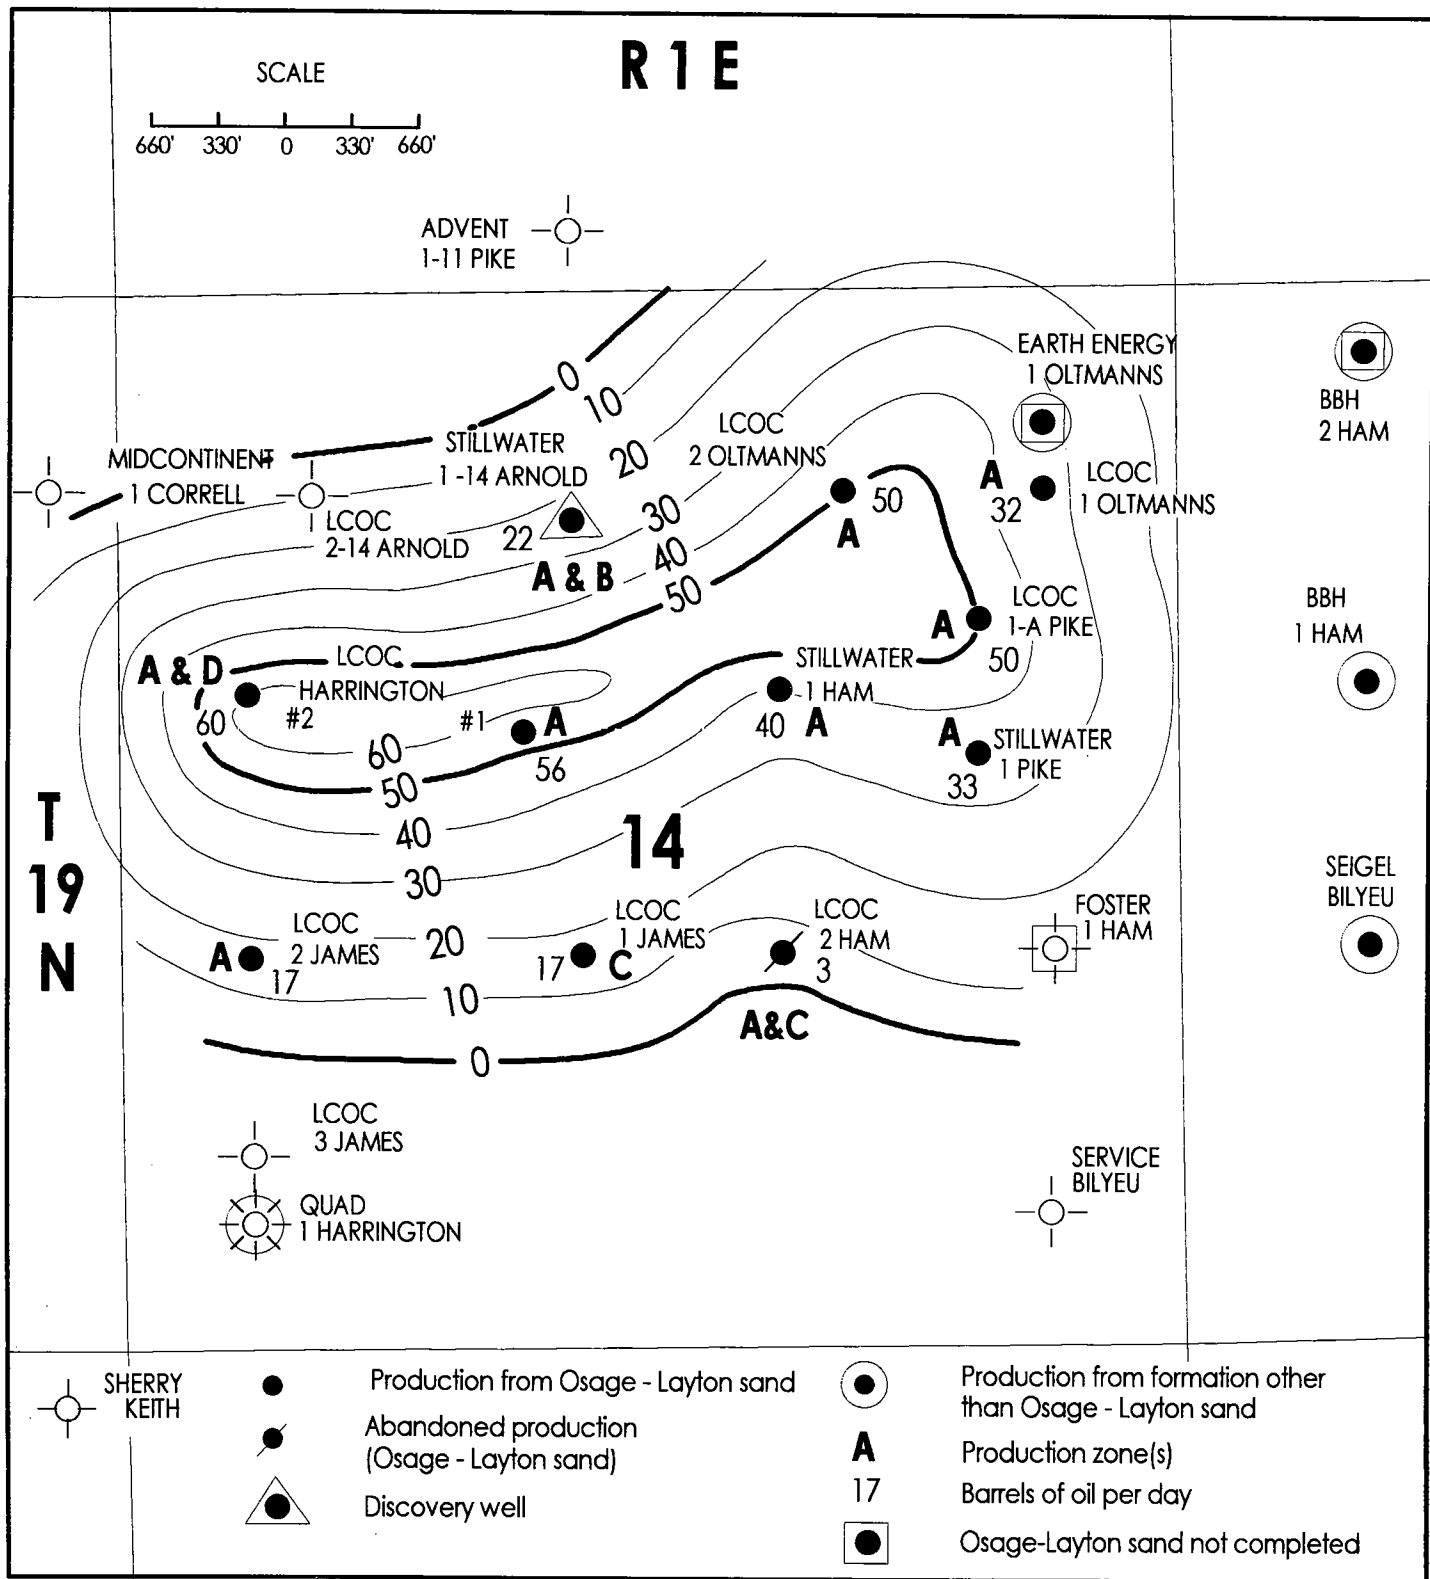 R 1 E
SCALE
660' 330' 0 330' 660'
ADVENT
1-11 PIKE
0
10
20
30
40
50
EARTH ENERGY
1 OLTMANNS
BBH
2 HAM
MIDCONTINENT
1 CORRELL
STILLWATER
1 -14 ARNOLD
LCOC
2 OLTMANNS
LCOC
2-14 ARNOLD
22
A & B
50
A
A
32
LCOC
1 OLTMANNS
A
LCOC
1-A PIKE
50
BBH
1 HAM
A & D
LCOC
HARRINGTON
60
#2
#1
A
56
STILLWATER
1 HAM
40
A
A
STILLWATER
1 PIKE
33
60
50
40
30
20
10
0
T
19
N
14
LCOC
2 JAMES
A
17
LCOC
1 JAMES
17
C
LCOC
2 HAM
3
A&C
FOSTER
1 HAM
SEIGEL
BILYEU
LCOC
3 JAMES
QUAD
1 HARRINGTON
SERVICE
BILYEU
SHERRY
KEITH
Production from Osage - Layton sand
Abandoned production
(Osage - Layton sand)
Discovery well
Production from formation other
than Osage - Layton sand
A Production zone(s)
17 Barrels of oil per day
Osage-Layton sand not completed